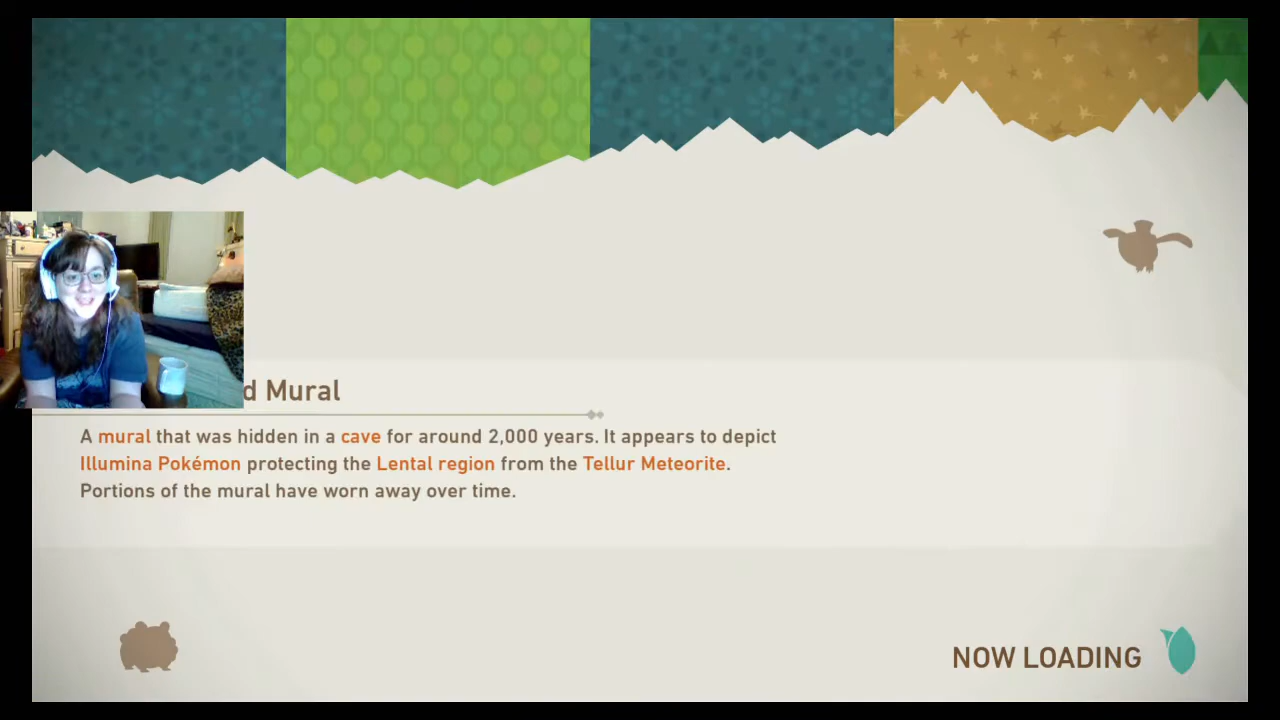 d Mural
A mural that was hidden in a cave for around 2,000 years. It appears to depict
Illumina Pokémon protecting the Lental region from the Tellur Meteorite.
Portions of the mural have worn away over time.
NOW LOADING